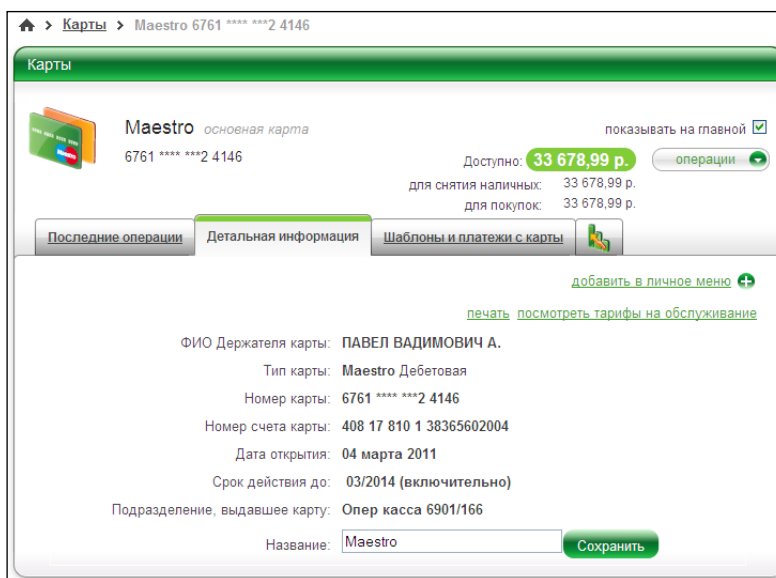 Карты > Maestro 6761 **** ***2 4146
Карты
Maestro основная карта
показывать на главной
6761 **** ***2 4146
Доступно: 33 678,99 р.
операции
для снятия наличных: 33 678,99 р.
для покупок: 33 678,99 р.
Последние операции
Детальная информация
Шаблоны и платежи с карты
добавить в личное меню
печать посмотреть тарифы на обслуживание
ФИО Держателя карты: ПАВЕЛ ВАДИМОВИЧ А.
Тип карты: Maestro Дебетовая
Номер карты: 6761 **** ***2 4146
Номер счета карты: 408 17 810 1 38365602004
Дата открытия: 04 марта 2011
Срок действия до: 03/2014 (включительно)
Подразделение, выдавшее карту: Опер касса 6901/166
Название: Maestro
Сохранить